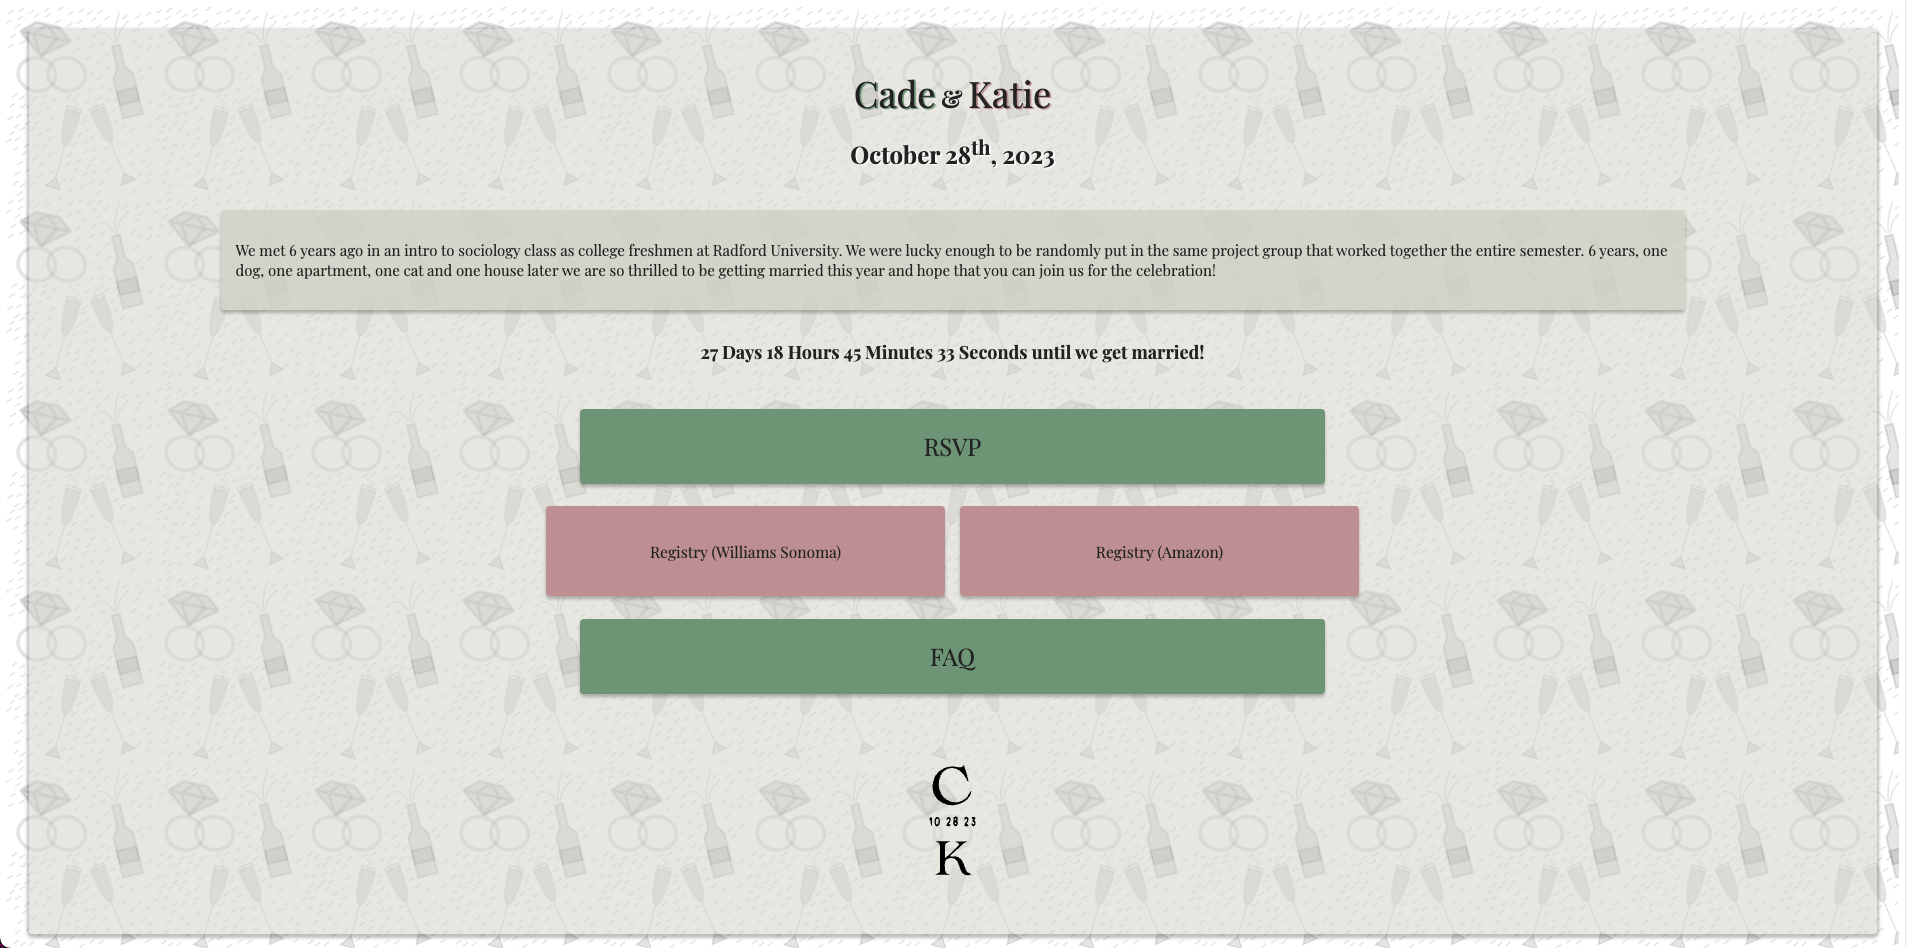 Cade & Katie
October 28th, 2023
We met 6 years ago in an intro to sociology class as college freshmen at Radford University. We were lucky enough to be randomly put in the same project group that worked together the entire semester. 6 years, one
dog, one apartment, one cat and one house later we are so thrilled to be getting married this year and hope that you can join us for the celebration!
27 Days 18 Hours 45 Minutes 33 Seconds until we get married!
RSVP
Registry (Williams Sonoma)
Registry (Amazon)
FAQ
C
10 28 23
K